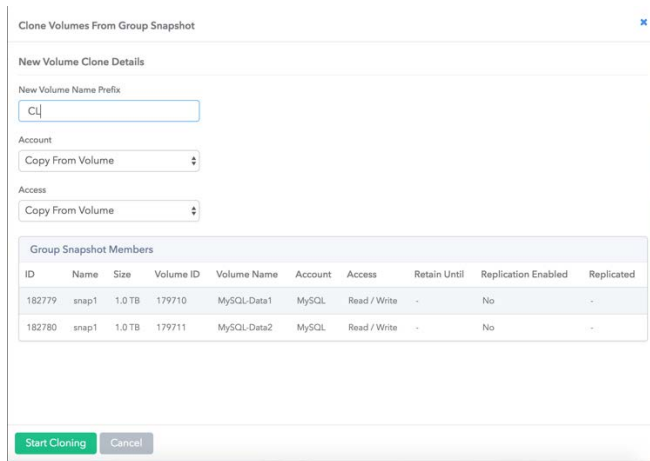 Clone Volumes From Group Snapshot
New Volume Clone Details
New Volume Name Prefix
CL
Account
Copy From Volume
Access
Copy From Volume
Group Snapshot Members
ID Name Size Volume ID Volume Name Account Access Retain Until Replication Enabled Replicated
182779 snap1 1.0 TB 179710 MySQL-Data1 MySQL Read / Write - No -
182780 snap1 1.0 TB 179711 MySQL-Data2 MySQL Read / Write - No -
Start Cloning Cancel